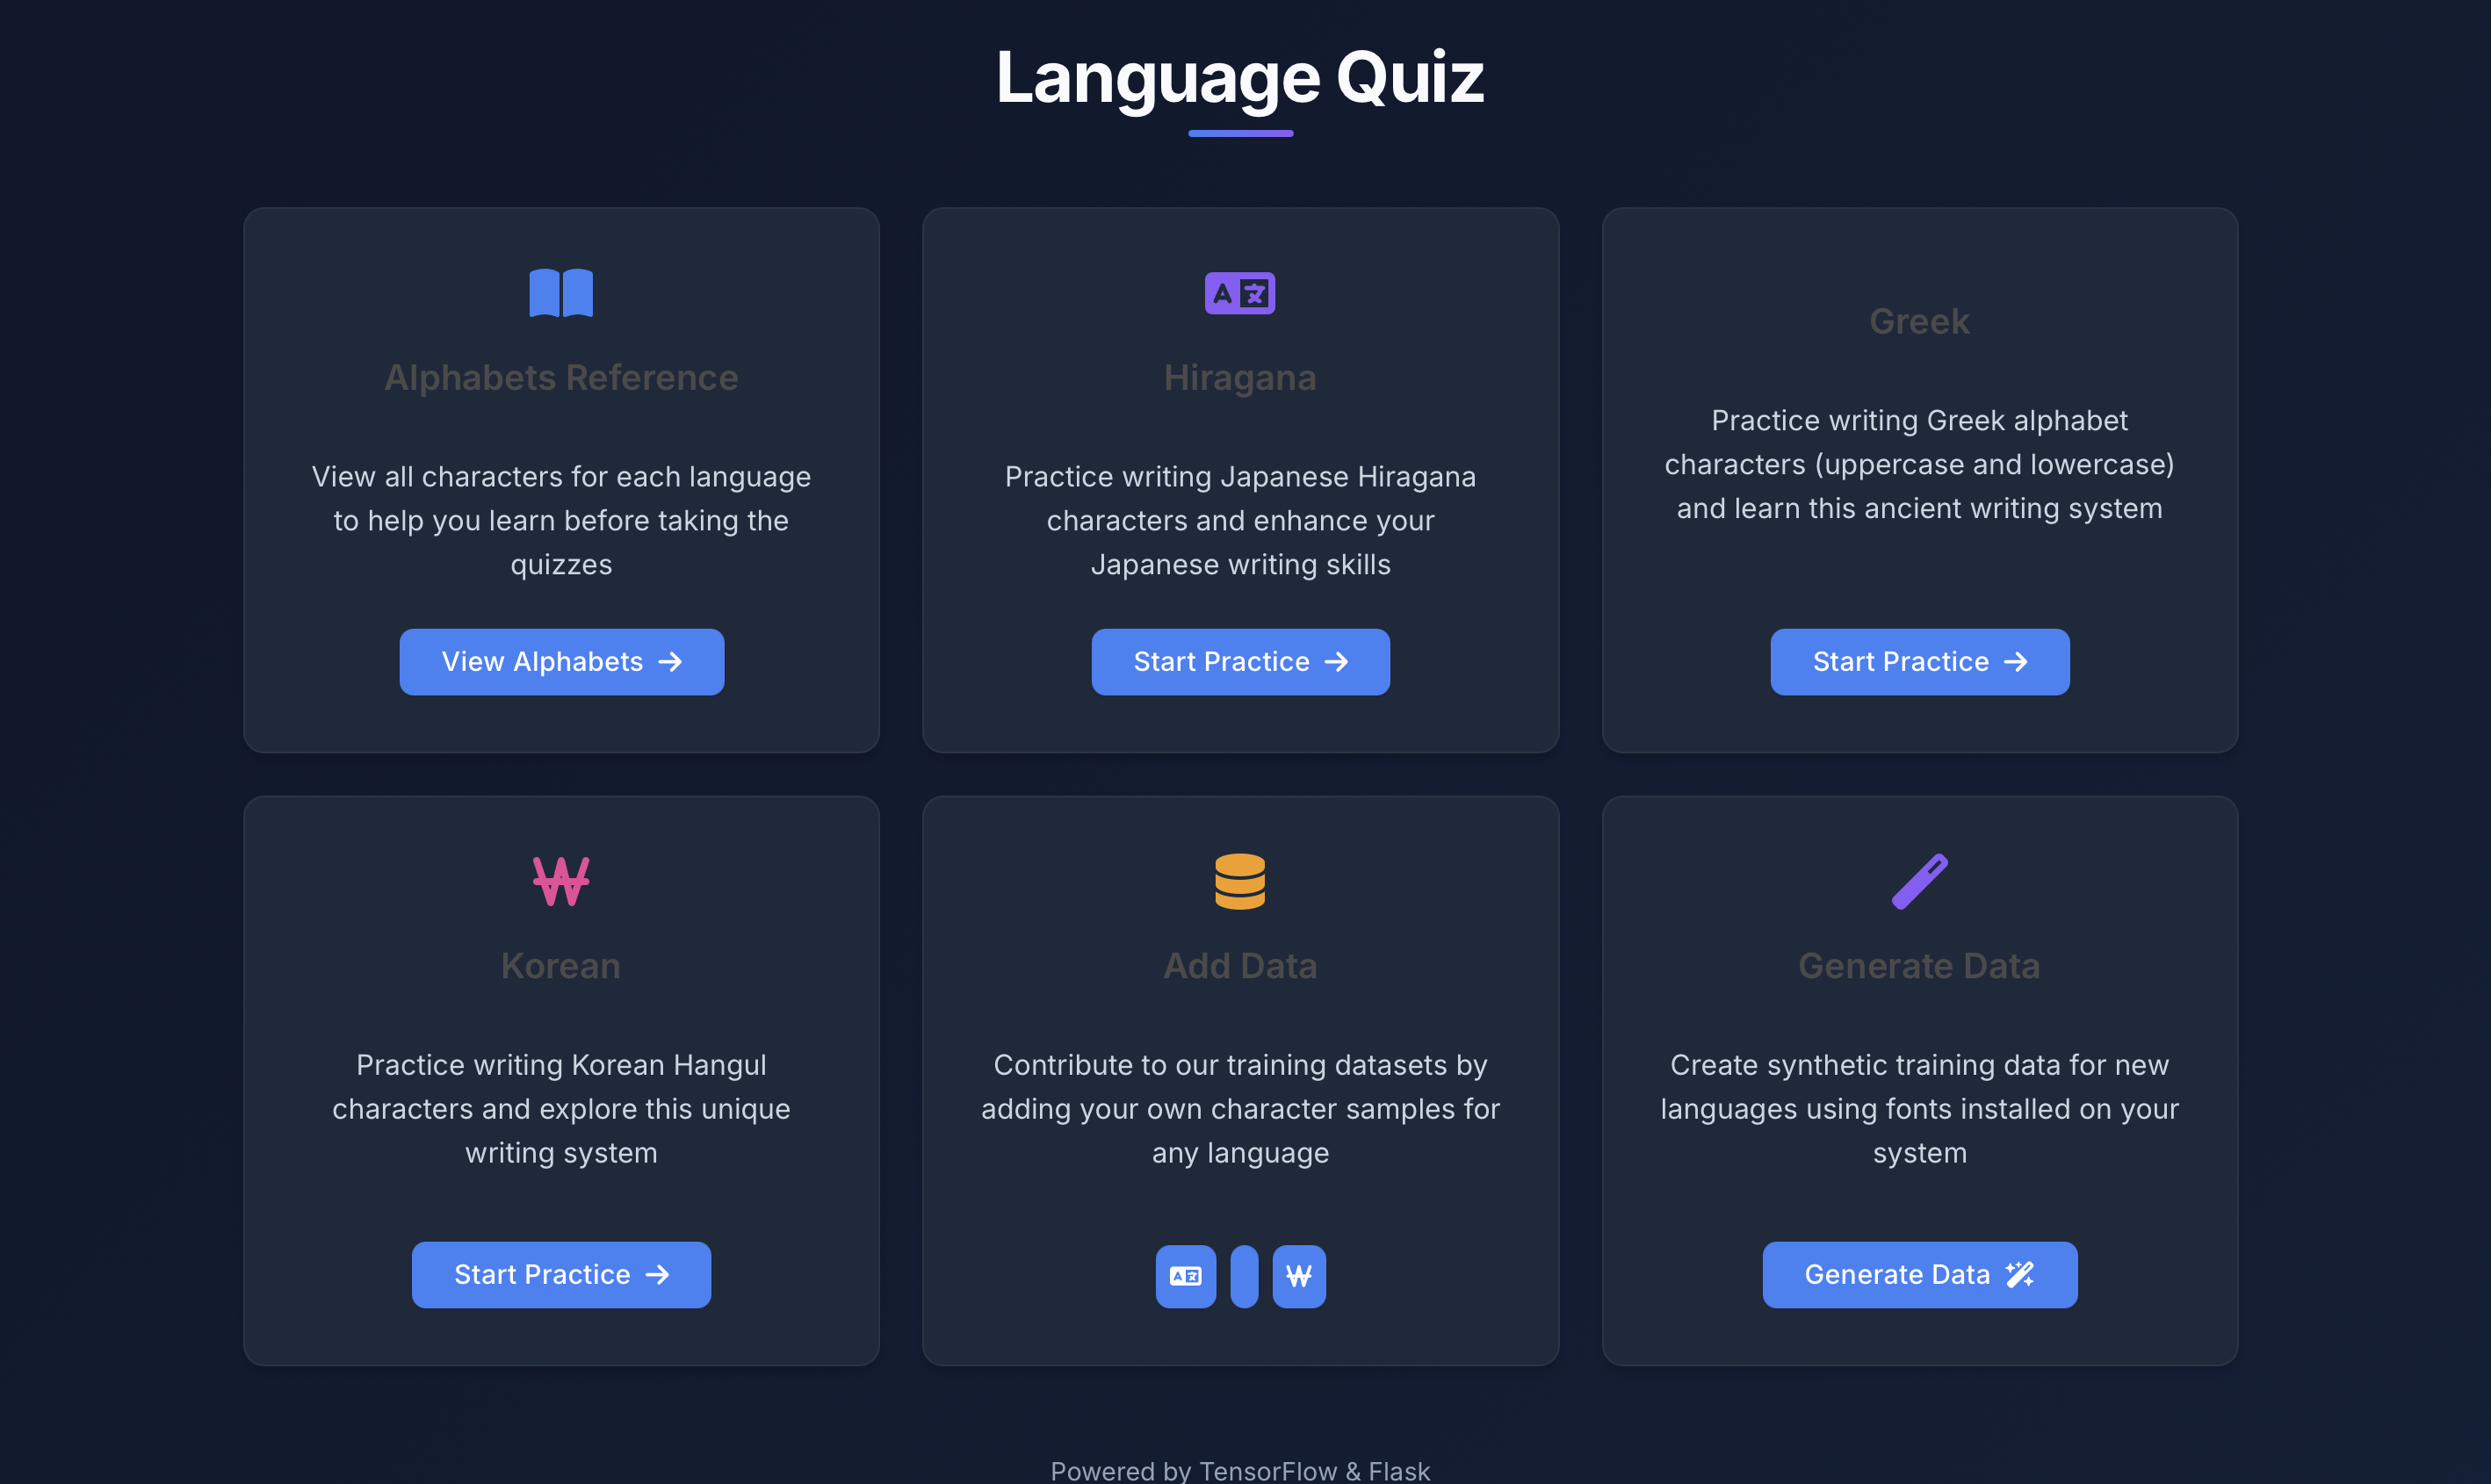 Language Quiz
Alphabets Reference
View all characters for each language
to help you learn before taking the
quizzes
View Alphabets
A 文
Hiragana
Practice writing Japanese Hiragana
characters and enhance your
Japanese writing skills
Start Practice
Greek
Practice writing Greek alphabet
characters (uppercase and lowercase)
and learn this ancient writing system
Start Practice
₩
Korean
Practice writing Korean Hangul
characters and explore this unique
writing system
Start Practice
Add Data
Contribute to our training datasets by
adding your own character samples for
any language
A 文 ₩
Generate Data
Create synthetic training data for new
languages using fonts installed on your
system
Generate Data
Powered by TensorFlow & Flask